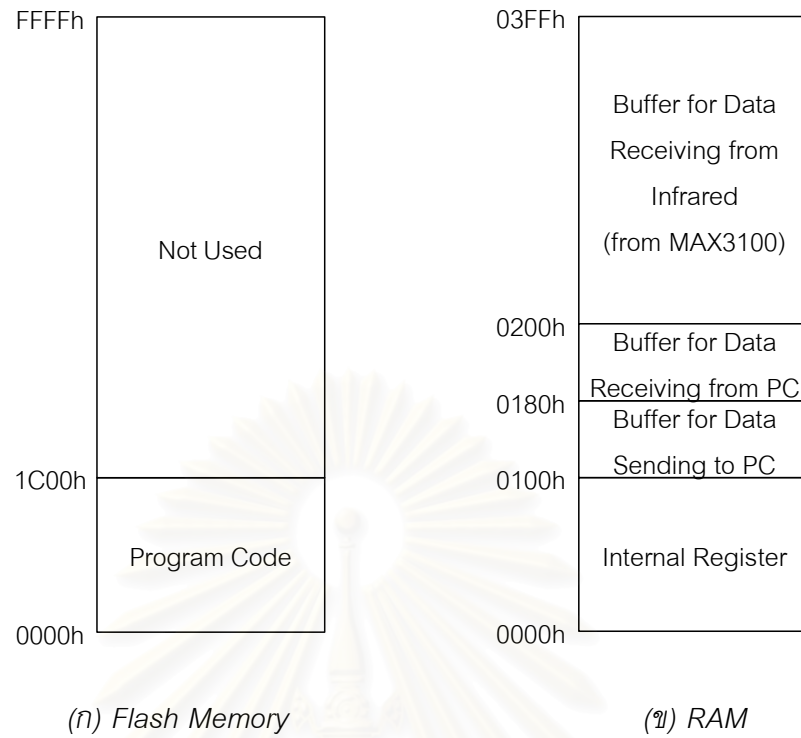 FFFFh
Not Used
1C00h
Program Code
0000h
(ก) Flash Memory
03FFh
Buffer for Data
Receiving from
Infrared
(from MAX3100)
0200h
Buffer for Data
Receiving from PC
0180h
Buffer for Data
Sending to PC
0100h
Internal Register
0000h
(ข) RAM